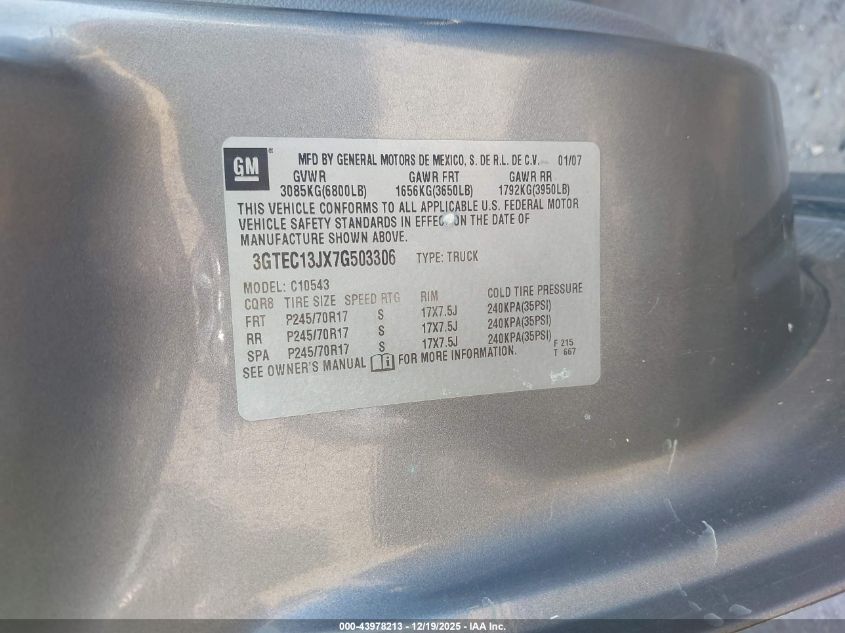 GM ® MFD BY GENERAL MOTORS DE MEXICO, S. DE R.L. DE C.V. 01/07
GVWR GAWR FRT GAWR RR
3085KG(6800LB) 1656KG(3650LB) 1792KG(3950LB)
THIS VEHICLE CONFORMS TO ALL APPLICABLE U.S. FEDERAL MOTOR
VEHICLE SAFETY STANDARDS IN EFFECT ON THE DATE OF
MANUFACTURE SHOWN ABOVE.
3GTEC13JX7G503306 TYPE: TRUCK
MODEL: C10543
CQR8 TIRE SIZE SPEED RTG RIM COLD TIRE PRESSURE
FRT P245/70R17 S 17X7.5J 240KPA(35PSI)
RR P245/70R17 S 17X7.5J 240KPA(35PSI)
SPA P245/70R17 S 17X7.5J 240KPA(35PSI)
SEE OWNER'S MANUAL FOR MORE INFORMATION.
F 215
T 667
000-43978213 - 12/19/2025 - IAA Inc.